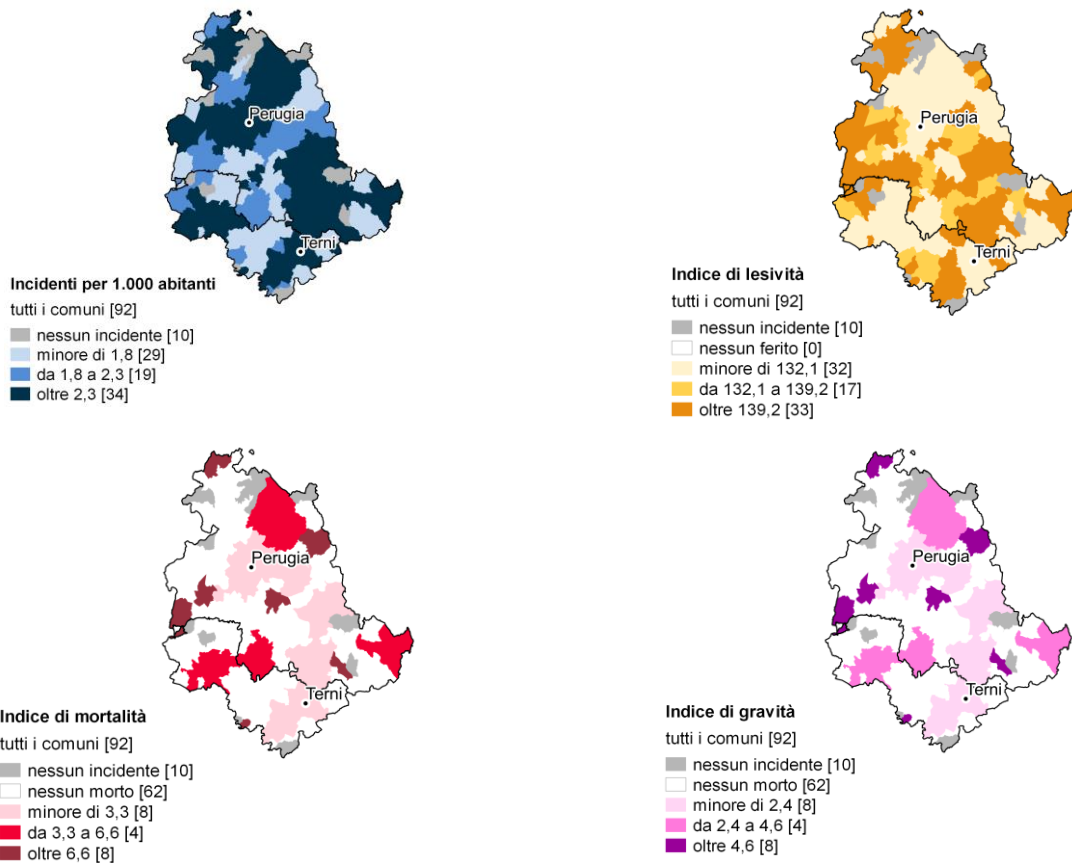 Perugia
Terni
Incidenti per 1.000 abitanti
tutti i comuni [92]
nessun incidente [10]
minore di 1,8 [29]
da 1,8 a 2,3 [19]
oltre 2,3 [34]
Perugia
Terni
Indice di lesività
tutti i comuni [92]
nessun incidente [10]
nessun ferito [0]
minore di 132,1 [32]
da 132,1 a 139,2 [17]
oltre 139,2 [33]
Perugia
Terni
Indice di mortalità
tutti i comuni [92]
nessun incidente [10]
nessun morto [62]
minore di 3,3 [8]
da 3,3 a 6,6 [4]
oltre 6,6 [8]
Perugia
Terni
Indice di gravità
tutti i comuni [92]
nessun incidente [10]
nessun morto [62]
minore di 2,4 [8]
da 2,4 a 4,6 [4]
oltre 4,6 [8]